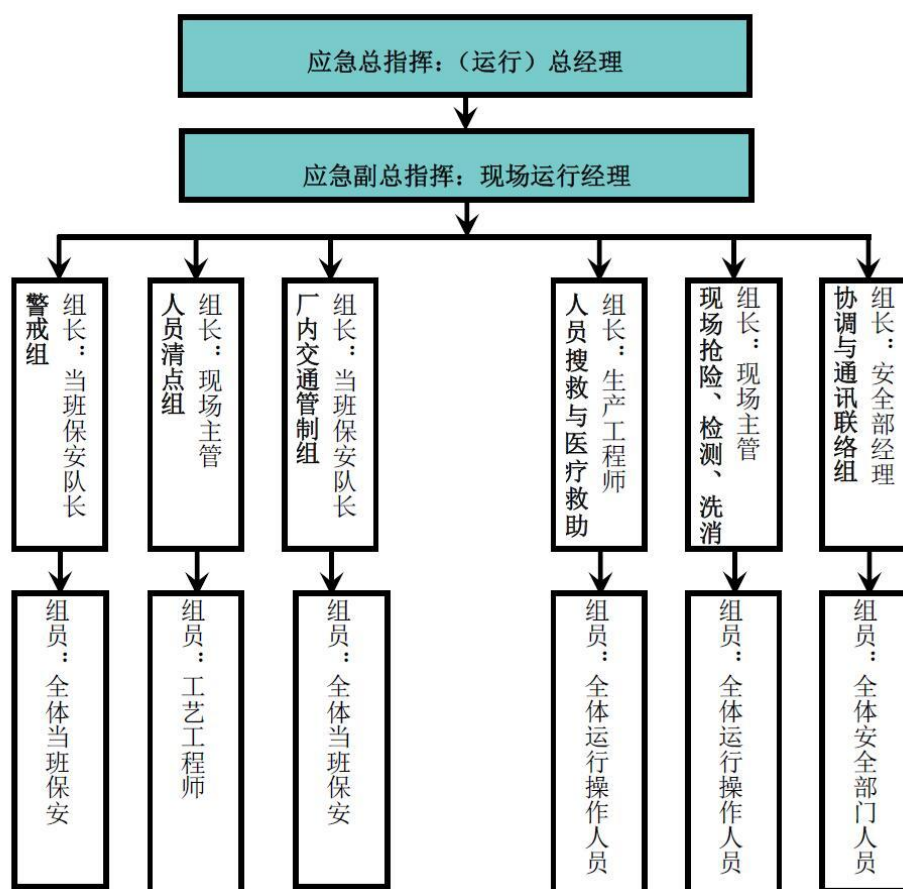 应急总指挥：（运行）总经理
应急副总指挥：现场运行经理
警戒组
组长：当班保安队长
人员清点组
组长：现场主管
厂内交通管制组
组长：当班保安队长
人员搜救与医疗救助
组长：生产工程师
现场抢险、检测、洗消
组长：现场主管
协调与通讯联络组
组长：安全部经理
组员：全体当班保安
组员：工艺工程师
组员：全体当班保安
组员：全体运行操作人员
组员：全体运行操作人员
组员：全体安全部门人员